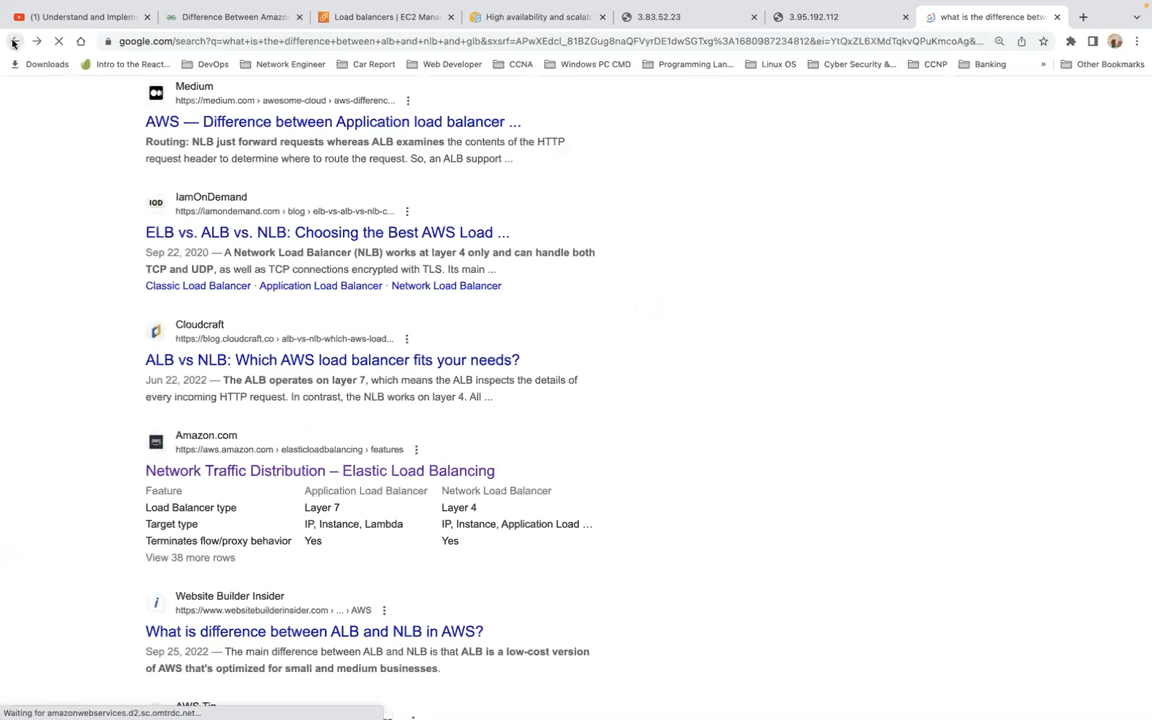 (1) Understand and Implem
Difference Between Amazo
Load balancers | EC2 Man
High availability and scalab
3.83.52.23
3.95.192.112
what is the difference betw
google.com/search?q=what+is+the+difference+between+alb+and+nlb+and+glb&sxsrf=APwXEdcl_81BZGug8naQFVyrDE1dwSGTxg%3A1680987234812&ei=YtQxZL6XMdTqkvQPuKmcoAg&...
Downloads
Intro to the React...
DevOps
Network Engineer
Car Report
Web Developer
CCNA
Windows PC CMD
Programming Lan...
Linux OS
Cyber Security &...
CCNP
Banking
»
Other Bookmarks
Medium
https://medium.com › awesome-cloud › aws-differenc...
AWS — Difference between Application load balancer ...
Routing: NLB just forward requests whereas ALB examines the contents of the HTTP
request header to determine where to route the request. So, an ALB support ...
IOD
IamOnDemand
https://iamondemand.com › blog › elb-vs-alb-vs-nlb-c...
ELB vs. ALB vs. NLB: Choosing the Best AWS Load ...
Sep 22, 2020 — A Network Load Balancer (NLB) works at layer 4 only and can handle both
TCP and UDP, as well as TCP connections encrypted with TLS. Its main ...
Classic Load Balancer · Application Load Balancer · Network Load Balancer
Cloudcraft
https://blog.cloudcraft.co › alb-vs-nlb-which-aws-load...
ALB vs NLB: Which AWS load balancer fits your needs?
Jun 22, 2022 — The ALB operates on layer 7, which means the ALB inspects the details of
every incoming HTTP request. In contrast, the NLB works on layer 4. All ...
aws
Amazon.com
https://aws.amazon.com › elasticloadbalancing › features
Network Traffic Distribution – Elastic Load Balancing
Feature Application Load Balancer Network Load Balancer
Load Balancer type Layer 7 Layer 4
Target type IP, Instance, Lambda IP, Instance, Application Load ...
Terminates flow/proxy behavior Yes Yes
View 38 more rows
Website Builder Insider
https://www.websitebuilderinsider.com › ... › AWS
What is difference between ALB and NLB in AWS?
Sep 25, 2022 — The main difference between ALB and NLB is that ALB is a low-cost version
of AWS that's optimized for small and medium businesses.
AWS Tip
Waiting for amazonwebservices.d2.sc.omtrdc.net...